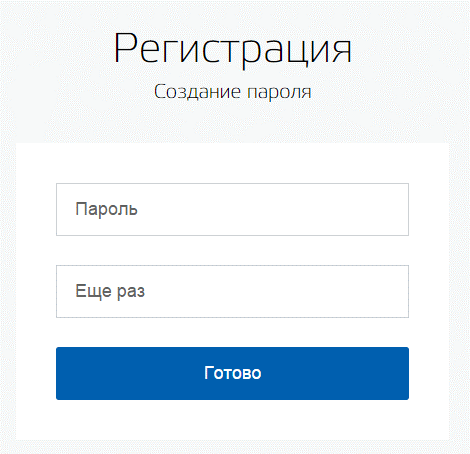 Регистрация
Создание пароля
Пароль
Еще раз
Готово